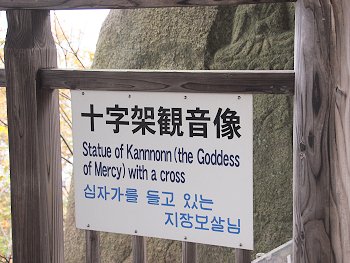 十字架観音像
Statue of Kannnonn (the Goddess
of Mercy) with a cross
십자가를 들고 있는
지장보살님